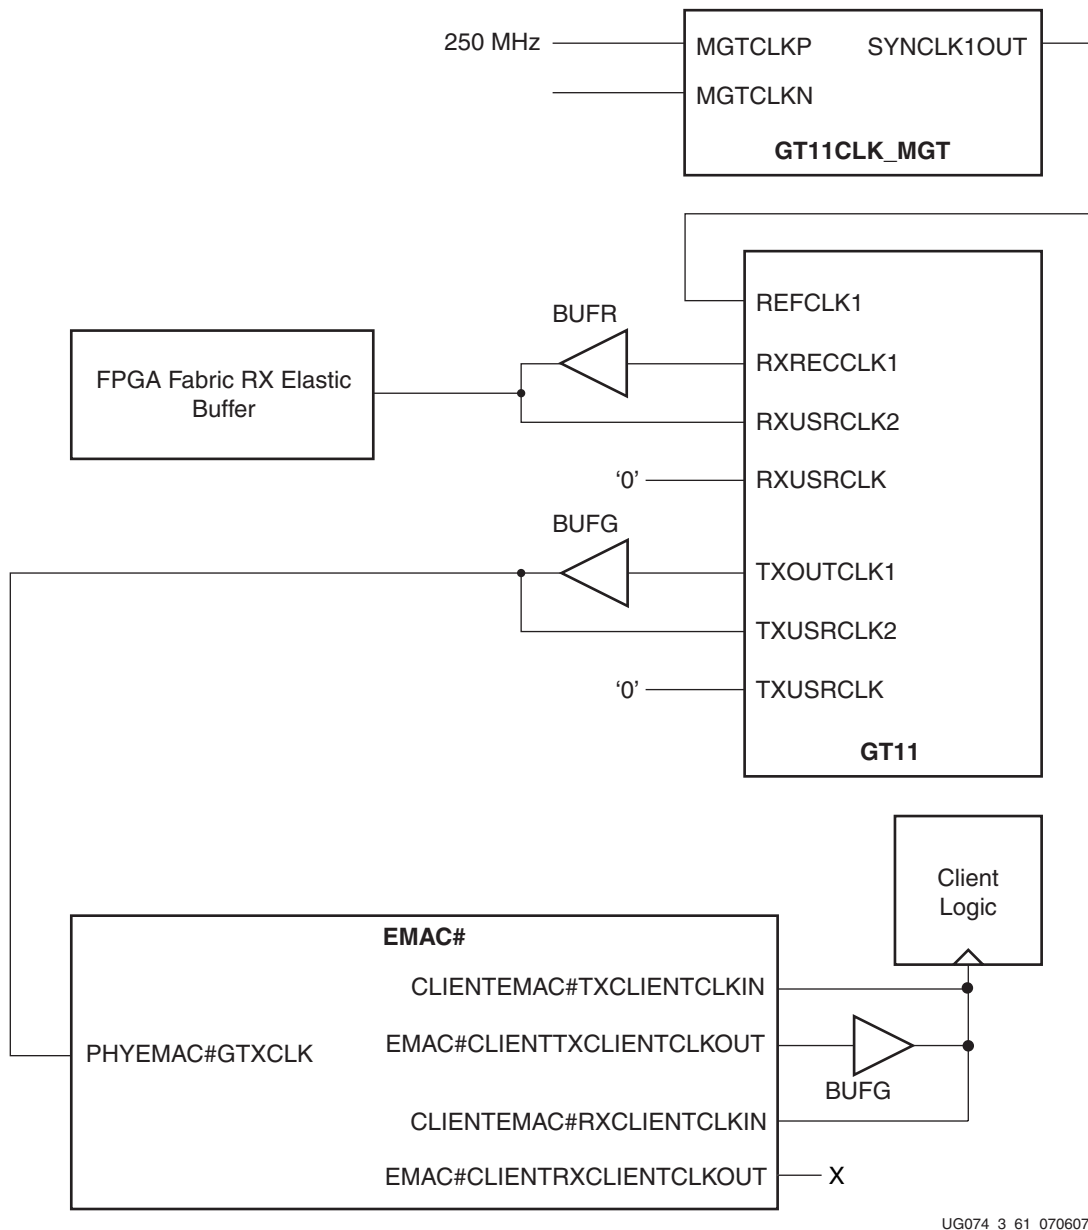 250 MHz
MGTCLKP
SYNCLK1OUT
MGTCLKN
GT11CLK_MGT
REFCLK1
BUFR
RXRECCLK1
FPGA Fabric RX Elastic
Buffer
RXUSRCLK2
‘0’
RXUSRCLK
BUFG
TXOUTCLK1
TXUSRCLK2
‘0’
TXUSRCLK
GT11
Client
Logic
EMAC#
CLIENTEMAC#TXCLIENTCLKIN
PHYEMAC#GTXCLK
EMAC#CLIENTTXCLIENTCLKOUT
BUFG
CLIENTEMAC#RXCLIENTCLKIN
EMAC#CLIENTRXCLIENTCLKOUT
X
UG074_3_61_070607